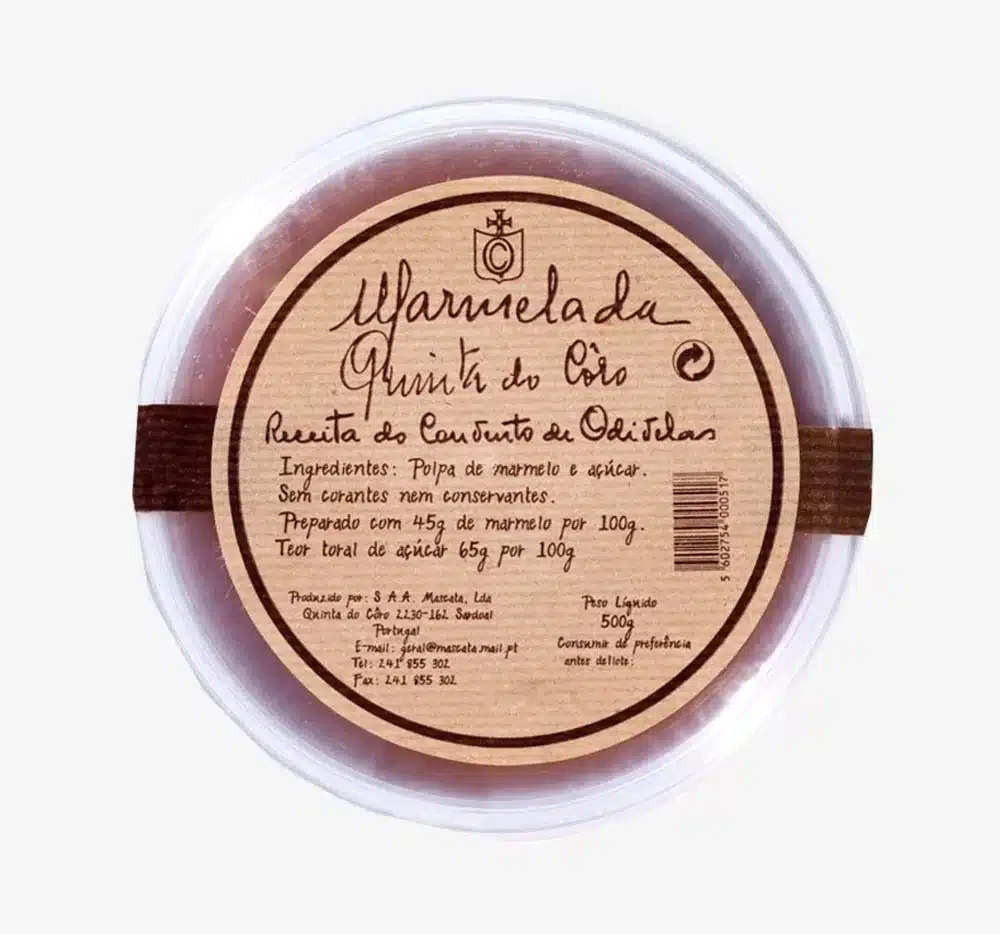 C
Marmelada
Quinta do Côro
Receita do Convento de Odivelas
Ingredientes: Polpa de marmelo e açúcar.
Sem corantes nem conservantes.
Preparado com 45g de marmelo por 100g.
Teor toral de açúcar 65g por 100g
5 602754 000517
Produzido por: S A.A. Mascata, Lda
Quinta do Côro 2230-162 Sardoal
Portugal
E-mail: geral@mascata.mail.pt
Tel: 241 855 302
Fax: 241 855 302
Peso Líquido
500g
Consumir de preferência
antes de/lote: